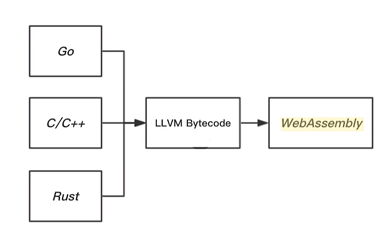 Go
C/C++
LLVM Bytecode
WebAssembly
Rust